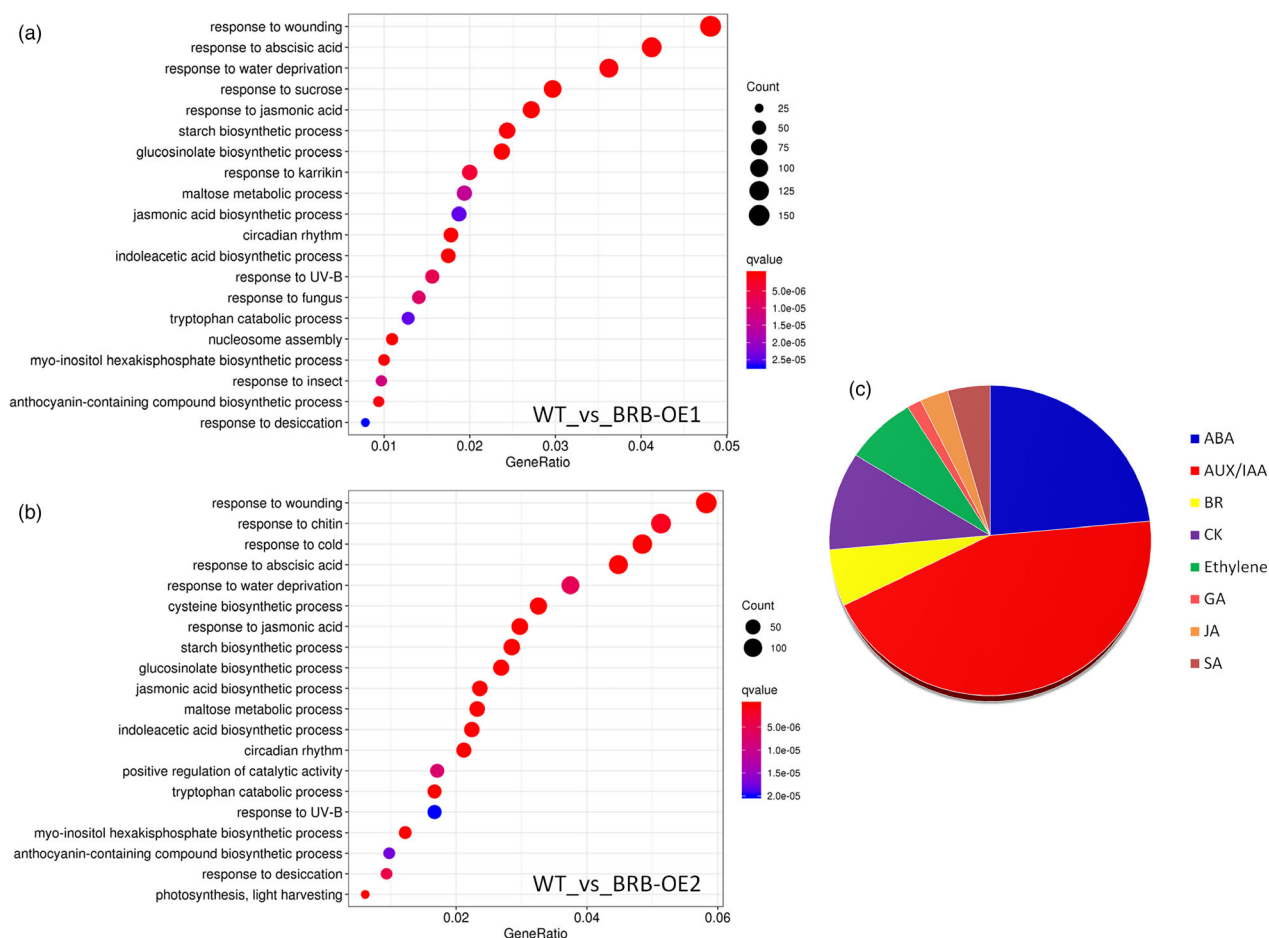 (a)
response to wounding
response to abscisic acid
response to water deprivation
response to sucrose
response to jasmonic acid
starch biosynthetic process
glucosinolate biosynthetic process
response to karrikin
maltose metabolic process
jasmonic acid biosynthetic process
circadian rhythm
indoleacetic acid biosynthetic process
response to UV-B
response to fungus
tryptophan catabolic process
nucleosome assembly
myo-inositol hexakisphosphate biosynthetic process
response to insect
anthocyanin-containing compound biosynthetic process
response to desiccation
WT_vs_BRB-OE1
0.01 0.02 0.03 0.04 0.05
GeneRatio
Count
25
50
75
100
125
150
qvalue
5.0e-06
1.0e-05
1.5e-05
2.0e-05
2.5e-05
(b)
response to wounding
response to chitin
response to cold
response to abscisic acid
response to water deprivation
cysteine biosynthetic process
response to jasmonic acid
starch biosynthetic process
glucosinolate biosynthetic process
jasmonic acid biosynthetic process
maltose metabolic process
indoleacetic acid biosynthetic process
circadian rhythm
positive regulation of catalytic activity
tryptophan catabolic process
response to UV-B
myo-inositol hexakisphosphate biosynthetic process
anthocyanin-containing compound biosynthetic process
response to desiccation
photosynthesis, light harvesting
WT_vs_BRB-OE2
0.02 0.04 0.06
GeneRatio
Count
50
100
qvalue
5.0e-06
1.0e-05
1.5e-05
2.0e-05
(c)
ABA
AUX/IAA
BR
CK
Ethylene
GA
JA
SA